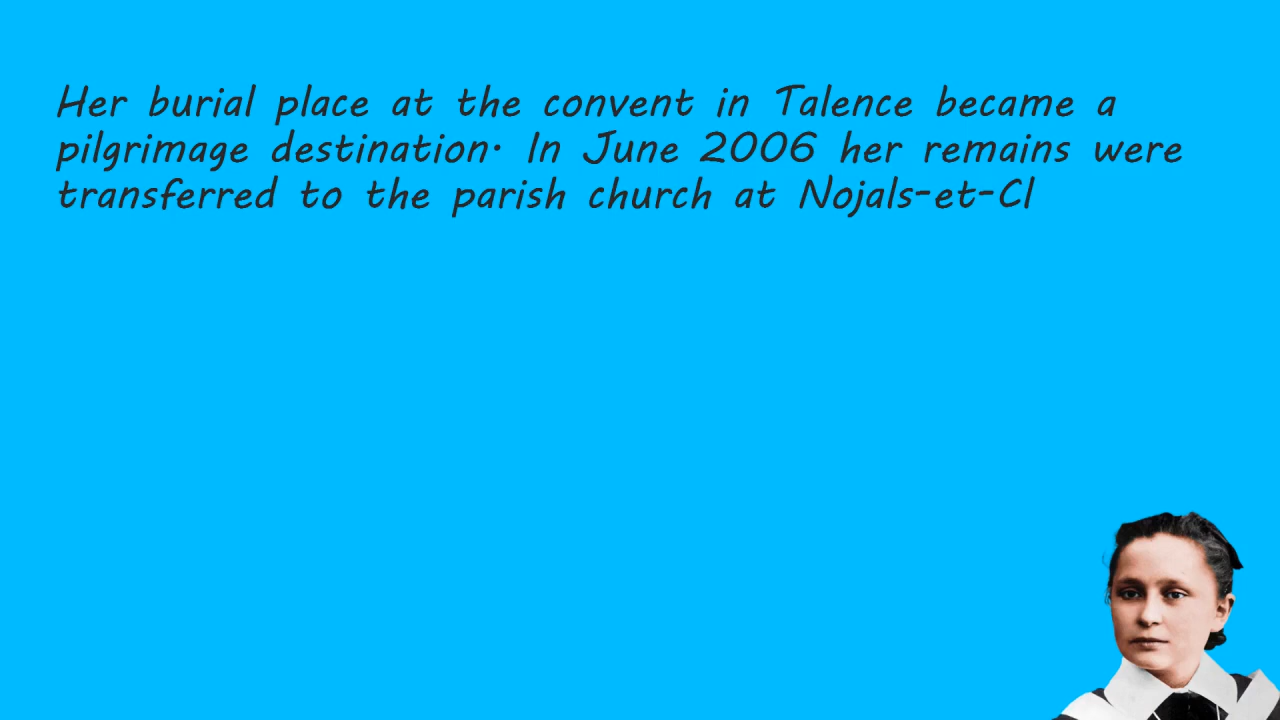 Her burial place at the convent in Talence became a
pilgrimage destination. In June 2006 her remains were
transferred to the parish church at Nojals-et-Cl